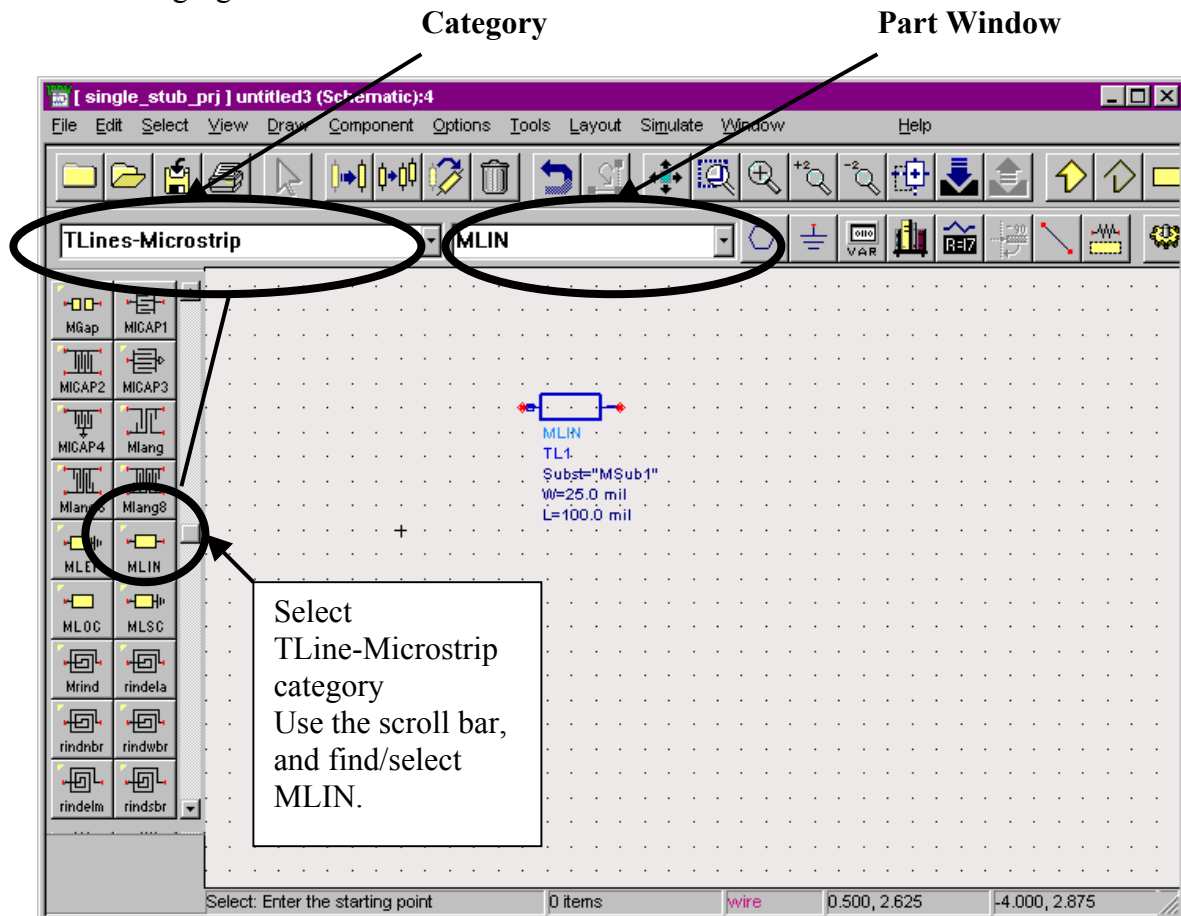 Category
Part Window
[ single_stub_prj ] untitled3 (Schematic):4
File Edit Select View Draw Component Options Tools Layout Simulate Window Help
+2 -2
TLines-Microstrip MLIN
VAR
MGap MICAP1
MICAP2 MICAP3
MICAP4 Mlang
Mlang8
MLIN
MLOC MLSC
Mrind rindela
rindnbr rindwbr
rindelm rindsbr
MLIN
TL1
Subst="MSub1"
W=25.0 mil
L=100.0 mil
Select
TLine-Microstrip
category
Use the scroll bar,
and find/select
MLIN.
Select: Enter the starting point 0 items wire 0.500, 2.625 -4.000, 2.875